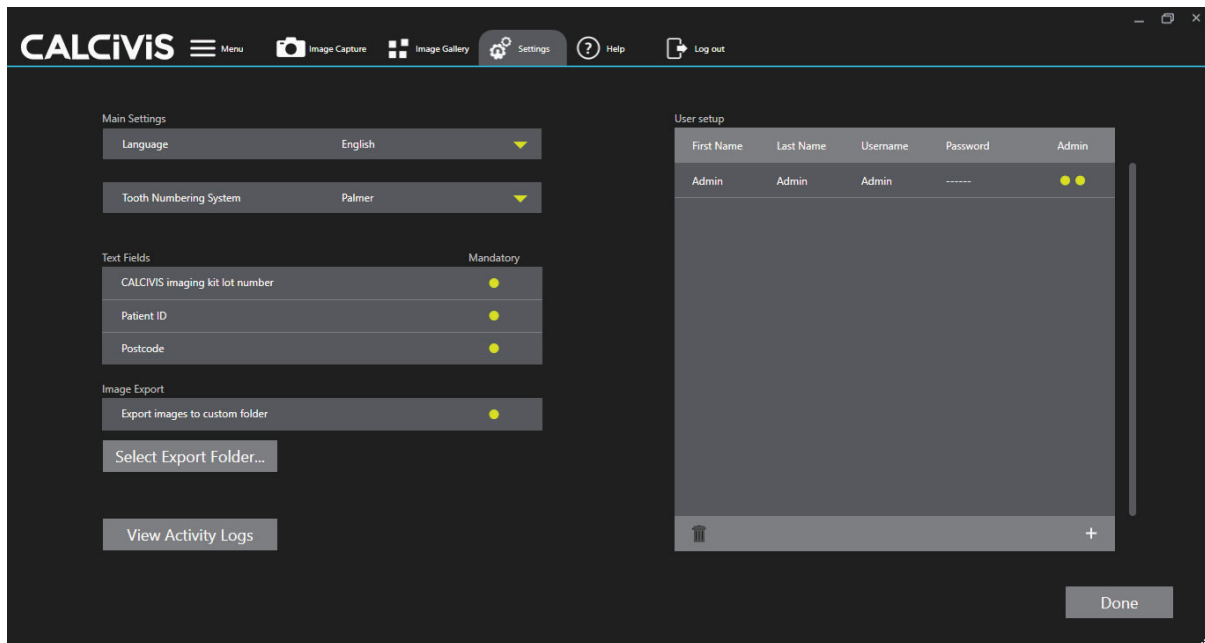 CALCiViS Menu Image Capture Image Gallery Settings Help Log out
Main Settings
Language English
Tooth Numbering System Palmer
Text Fields Mandatory
CALCIVIS imaging kit lot number
Patient ID
Postcode
Image Export
Export images to custom folder
Select Export Folder...
View Activity Logs
User setup
First Name Last Name Username Password Admin
Admin Admin Admin ------
Done